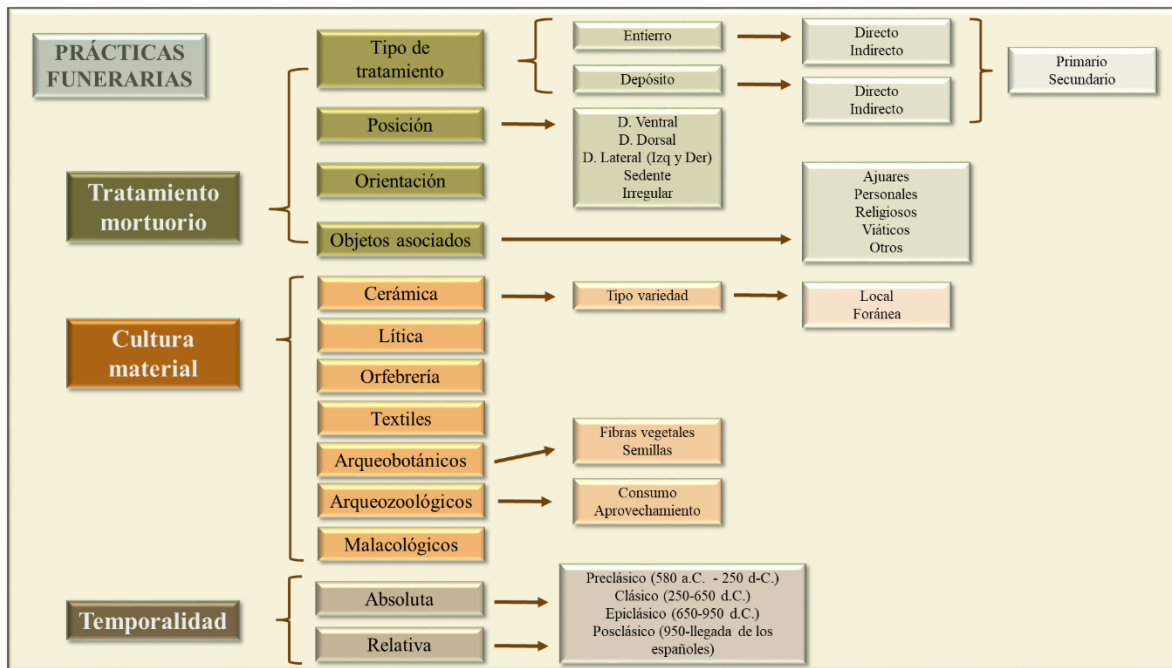 PRÁCTICAS
FUNERARIAS
Tratamiento
mortuorio
Tipo de
tratamiento
Entierro
Directo
Indirecto
Depósito
Directo
Indirecto
Primario
Secundario
Posición
D. Ventral
D. Dorsal
D. Lateral (Izq y Der)
Sedente
Irregular
Orientación
Objetos asociados
Ajuares
Personales
Religiosos
Viáticos
Otros
Cultura
material
Cerámica
Tipo variedad
Local
Foránea
Lítica
Orfebrería
Textiles
Arqueobotánicos
Fibras vegetales
Semillas
Arqueozoológicos
Consumo
Aprovechamiento
Malacológicos
Temporalidad
Absoluta
Relativa
Preclásico (580 a.C. - 250 d-C.)
Clásico (250-650 d.C.)
Epiclásico (650-950 d.C.)
Posclásico (950-llegada de los
españoles)